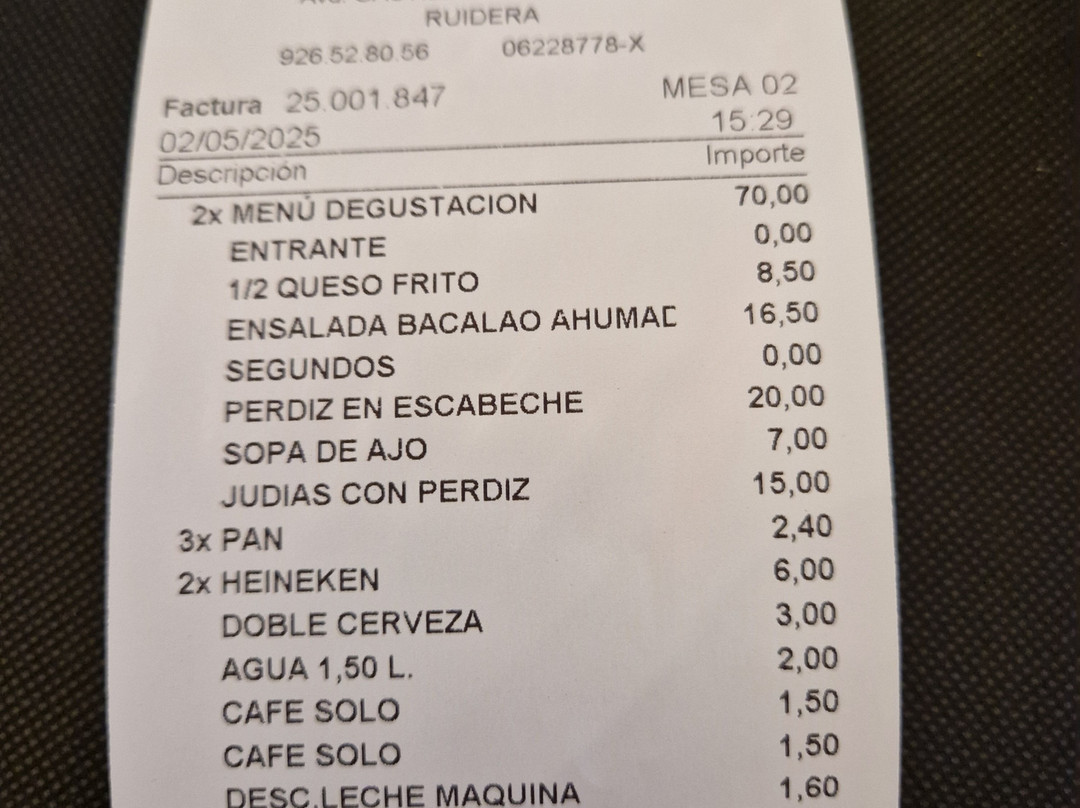 RUIDERA
926.52.80.56 06228778-X
Factura 25.001.847 MESA 02
02/05/2025 15:29
Descripción Importe
2x MENÚ DEGUSTACION 70,00
ENTRANTE 0,00
1/2 QUESO FRITO 8,50
ENSALADA BACALAO AHUMAD 16,50
SEGUNDOS 0,00
PERDIZ EN ESCABECHE 20,00
SOPA DE AJO 7,00
JUDIAS CON PERDIZ 15,00
3x PAN 2,40
2x HEINEKEN 6,00
DOBLE CERVEZA 3,00
AGUA 1,50 L. 2,00
CAFE SOLO 1,50
CAFE SOLO 1,50
DESC.LECHE MAQUINA 1,60